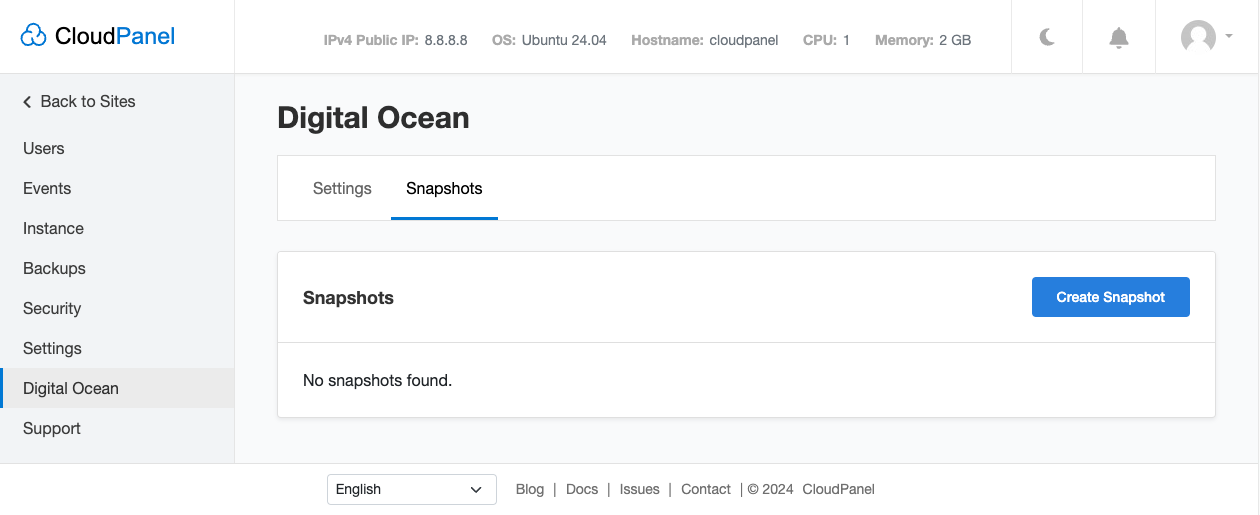 CloudPanel
IPv4 Public IP: 8.8.8.8 OS: Ubuntu 24.04 Hostname: cloudpanel CPU: 1 Memory: 2 GB
Back to Sites
Users
Events
Instance
Backups
Security
Settings
Digital Ocean
Support
Digital Ocean
Settings Snapshots
Snapshots
Create Snapshot
No snapshots found.
English
Blog | Docs | Issues | Contact | © 2024 CloudPanel